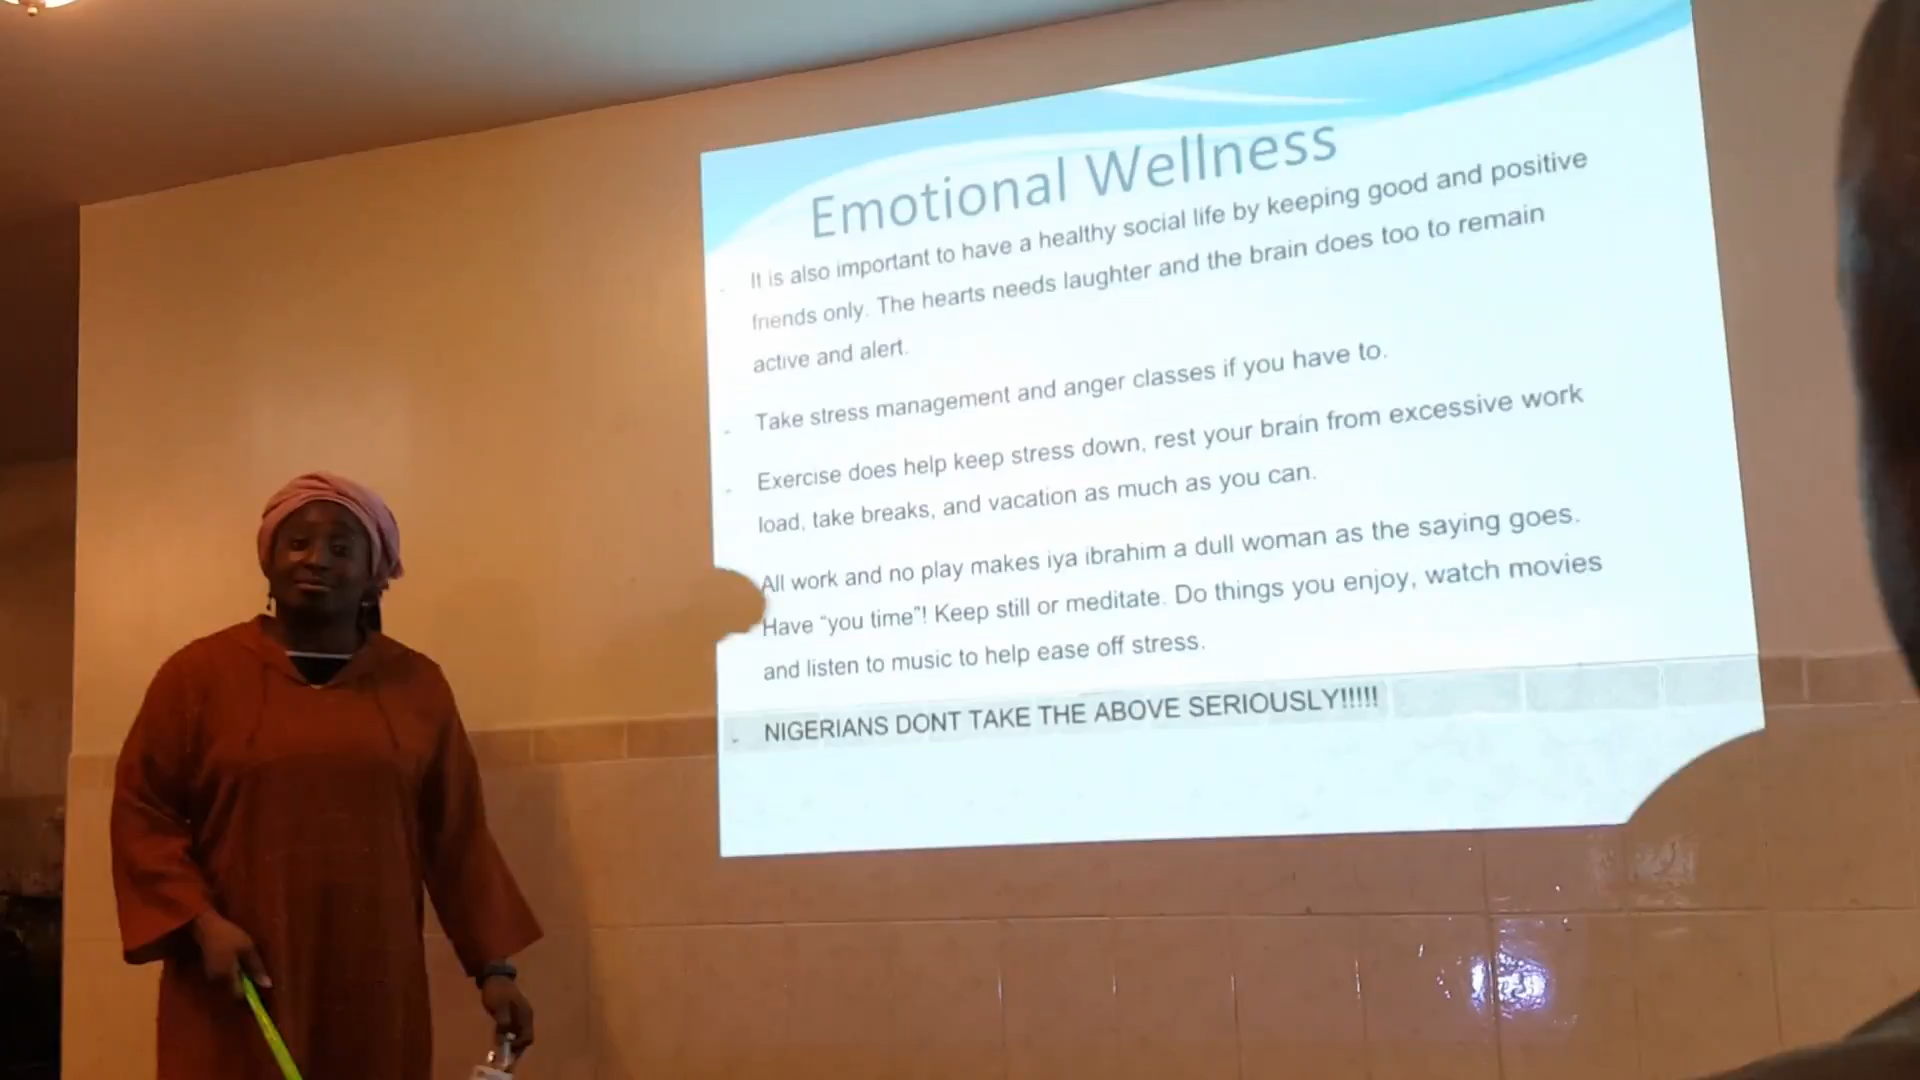 Emotional Wellness
- It is also important to have a healthy social life by keeping good and positive
friends only. The hearts needs laughter and the brain does too to remain
active and alert.
- Take stress management and anger classes if you have to.
- Exercise does help keep stress down, rest your brain from excessive work
load, take breaks, and vacation as much as you can.
All work and no play makes iya ibrahim a dull woman as the saying goes.
Have “you time”! Keep still or meditate. Do things you enjoy, watch movies
and listen to music to help ease off stress.
- NIGERIANS DONT TAKE THE ABOVE SERIOUSLY!!!!!